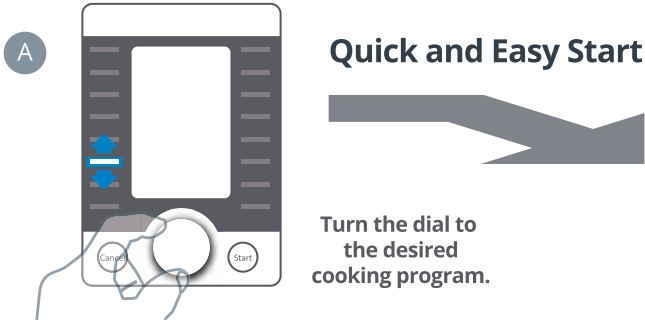 A
Quick and Easy Start
Turn the dial to
the desired
cooking program.
Cancel
Start